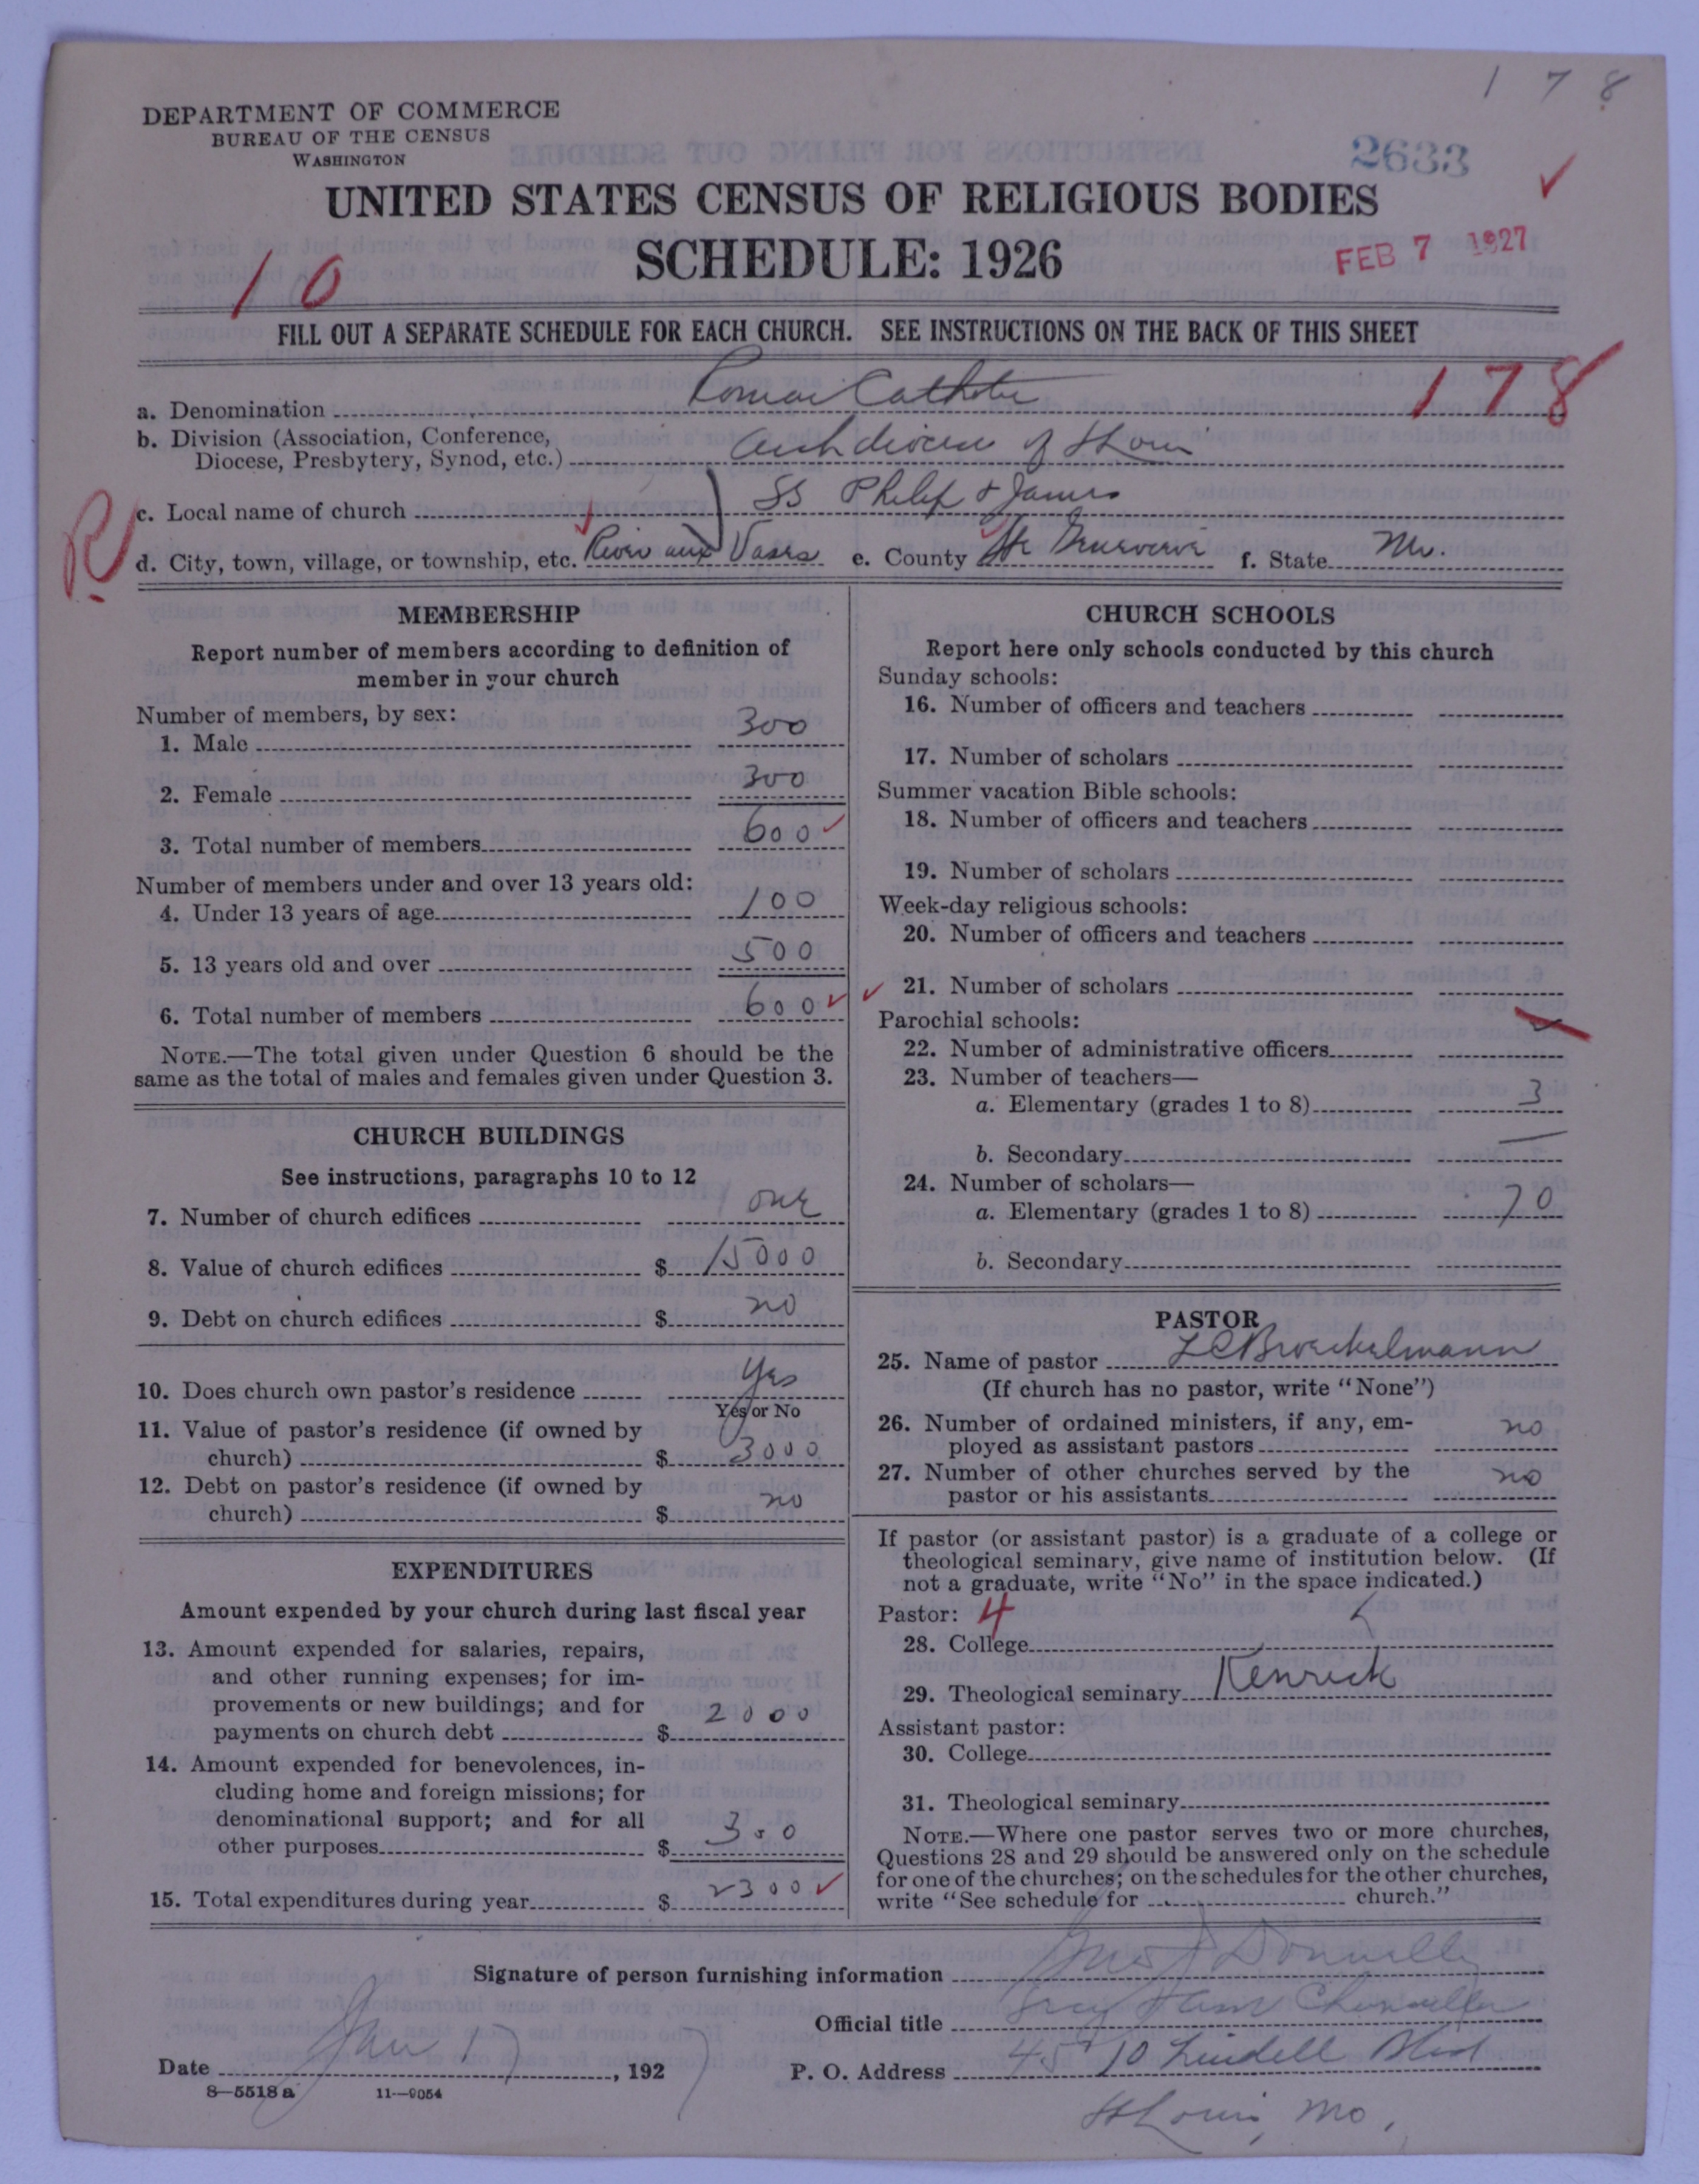 1 7 8
DEPARTMENT OF COMMERCE
BUREAU OF THE CENSUS
WASHINGTON
2633
UNITED STATES CENSUS OF RELIGIOUS BODIES
SCHEDULE: 1926
FEB 7 1927
10
FILL OUT A SEPARATE SCHEDULE FOR EACH CHURCH. SEE INSTRUCTIONS ON THE BACK OF THIS SHEET
a. Denomination Roman Catholic 178
b. Division (Association, Conference,
Diocese, Presbytery, Synod, etc.) Archdiocese of St Louis
R
c. Local name of church SS Philip & James
d. City, town, village, or township, etc. River aux Vases e. County Ste Genevieve f. State Mo.
MEMBERSHIP
Report number of members according to definition of
member in your church
Number of members, by sex:
1. Male 300
2. Female 300
3. Total number of members 600
Number of members under and over 13 years old:
4. Under 13 years of age 100
5. 13 years old and over 500
6. Total number of members 600
NOTE.—The total given under Question 6 should be the
same as the total of males and females given under Question 3.
CHURCH BUILDINGS
See instructions, paragraphs 10 to 12
7. Number of church edifices one
8. Value of church edifices $ 15000
9. Debt on church edifices $ no
10. Does church own pastor's residence Yes
Yes or No
11. Value of pastor's residence (if owned by
church) $ 3000
12. Debt on pastor's residence (if owned by
church) $ no
EXPENDITURES
Amount expended by your church during last fiscal year
13. Amount expended for salaries, repairs,
and other running expenses; for im-
provements or new buildings; and for
payments on church debt $ 2000
14. Amount expended for benevolences, in-
cluding home and foreign missions; for
denominational support; and for all
other purposes $ 300
15. Total expenditures during year $ 2300
CHURCH SCHOOLS
Report here only schools conducted by this church
Sunday schools:
16. Number of officers and teachers
17. Number of scholars
Summer vacation Bible schools:
18. Number of officers and teachers
19. Number of scholars
Week-day religious schools:
20. Number of officers and teachers
21. Number of scholars
Parochial schools:
22. Number of administrative officers
23. Number of teachers—
a. Elementary (grades 1 to 8) 3
b. Secondary —
24. Number of scholars—
a. Elementary (grades 1 to 8) 70
b. Secondary
PASTOR
25. Name of pastor L C Broeckelmann
(If church has no pastor, write "None")
26. Number of ordained ministers, if any, em-
ployed as assistant pastors no
27. Number of other churches served by the
pastor or his assistants no
If pastor (or assistant pastor) is a graduate of a college or
theological seminary, give name of institution below. (If
not a graduate, write "No" in the space indicated.)
Pastor: 4
28. College
29. Theological seminary Kenrick
Assistant pastor:
30. College
31. Theological seminary
NOTE.—Where one pastor serves two or more churches,
Questions 28 and 29 should be answered only on the schedule
for one of the churches; on the schedules for the other churches,
write "See schedule for church."
Signature of person furnishing information Donnelly
Official title Chancellor
Date Jan 17, 1927 P. O. Address 4510 Lindell Blvd
8—5518 a 11—9054
St Louis, Mo.